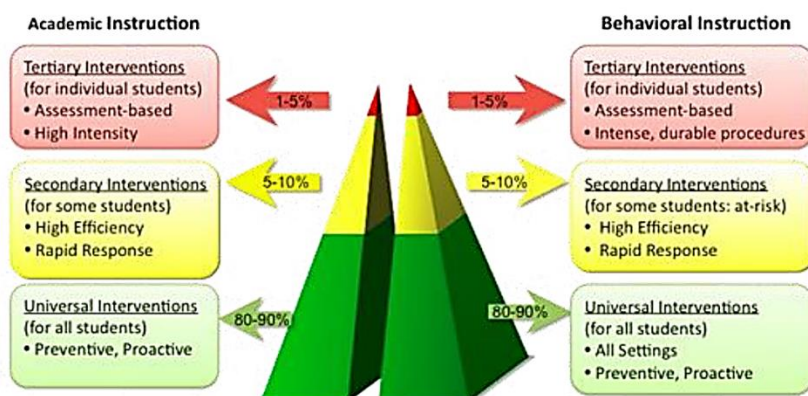 Academic Instruction
Tertiary Interventions
(for individual students)
• Assessment-based
• High Intensity
1-5%
Secondary Interventions
(for some students)
• High Efficiency
• Rapid Response
5-10%
Universal Interventions
(for all students)
• Preventive, Proactive
80-90%
Behavioral Instruction
1-5%
Tertiary Interventions
(for individual students)
• Assessment-based
• Intense, durable procedures
5-10%
Secondary Interventions
(for some students: at-risk)
• High Efficiency
• Rapid Response
80-90%
Universal Interventions
(for all students)
• All Settings
• Preventive, Proactive